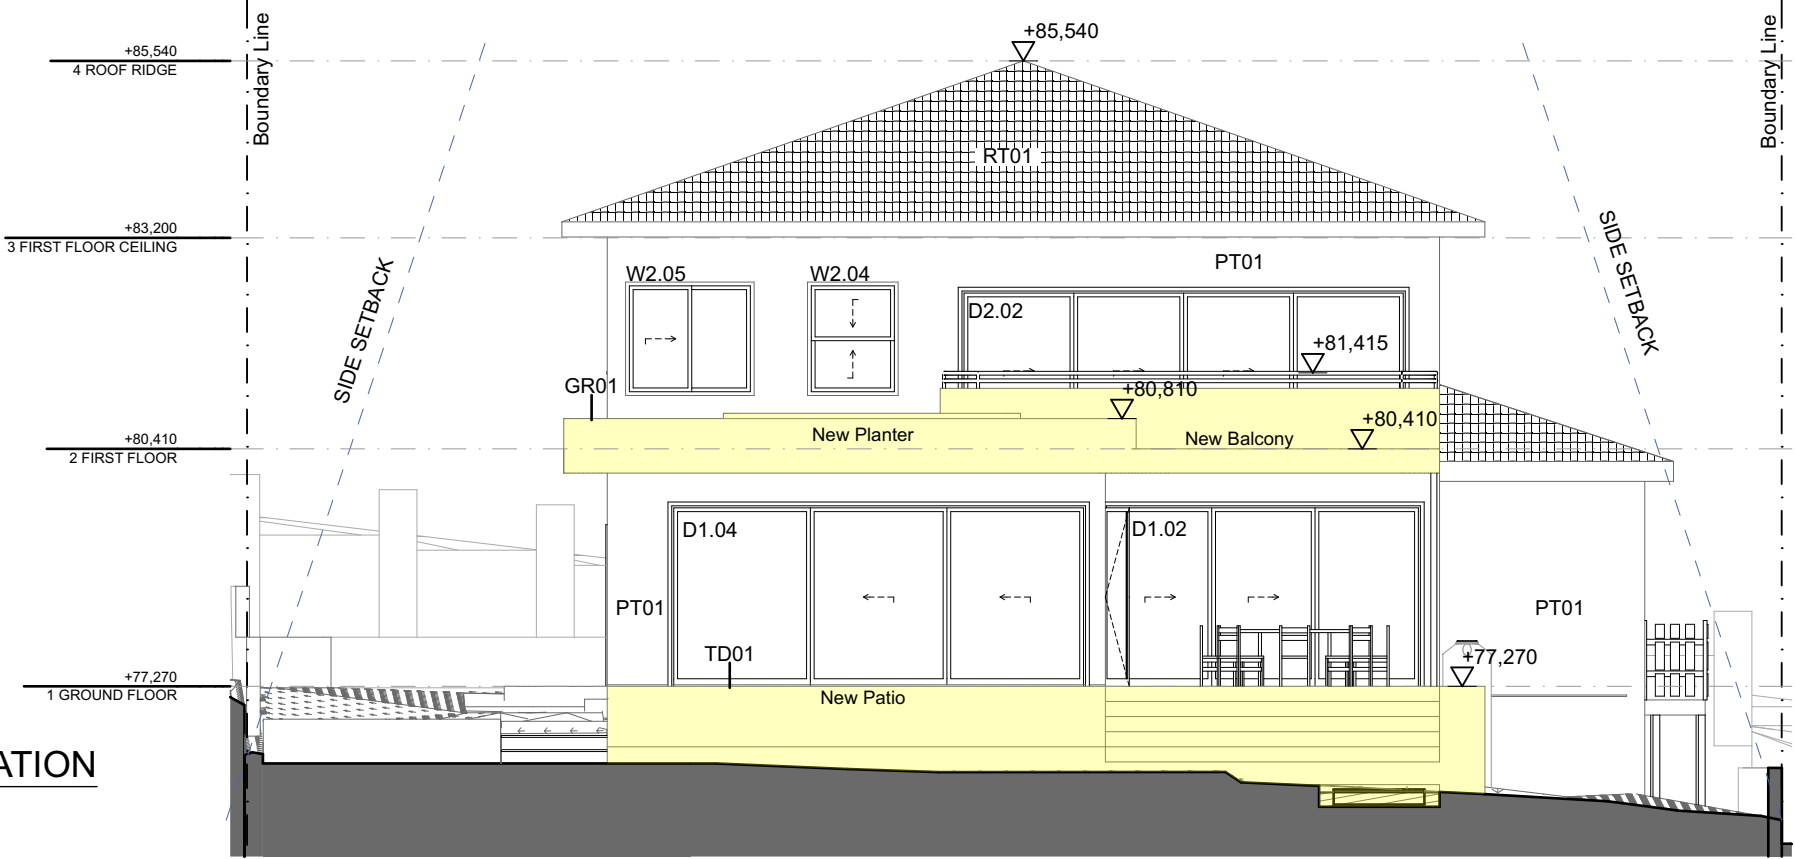 +85,540
4 ROOF RIDGE
Boundary Line
+85,540
Boundary Line
RT01
+83,200
3 FIRST FLOOR CEILING
SIDE SETBACK
SIDE SETBACK
PT01
W2.05
W2.04
D2.02
+81,415
GR01
+80,810
+80,410
New Planter
New Balcony
+80,410
2 FIRST FLOOR
D1.04
D1.02
PT01
PT01
TD01
+77,270
+77,270
1 GROUND FLOOR
New Patio
ATION